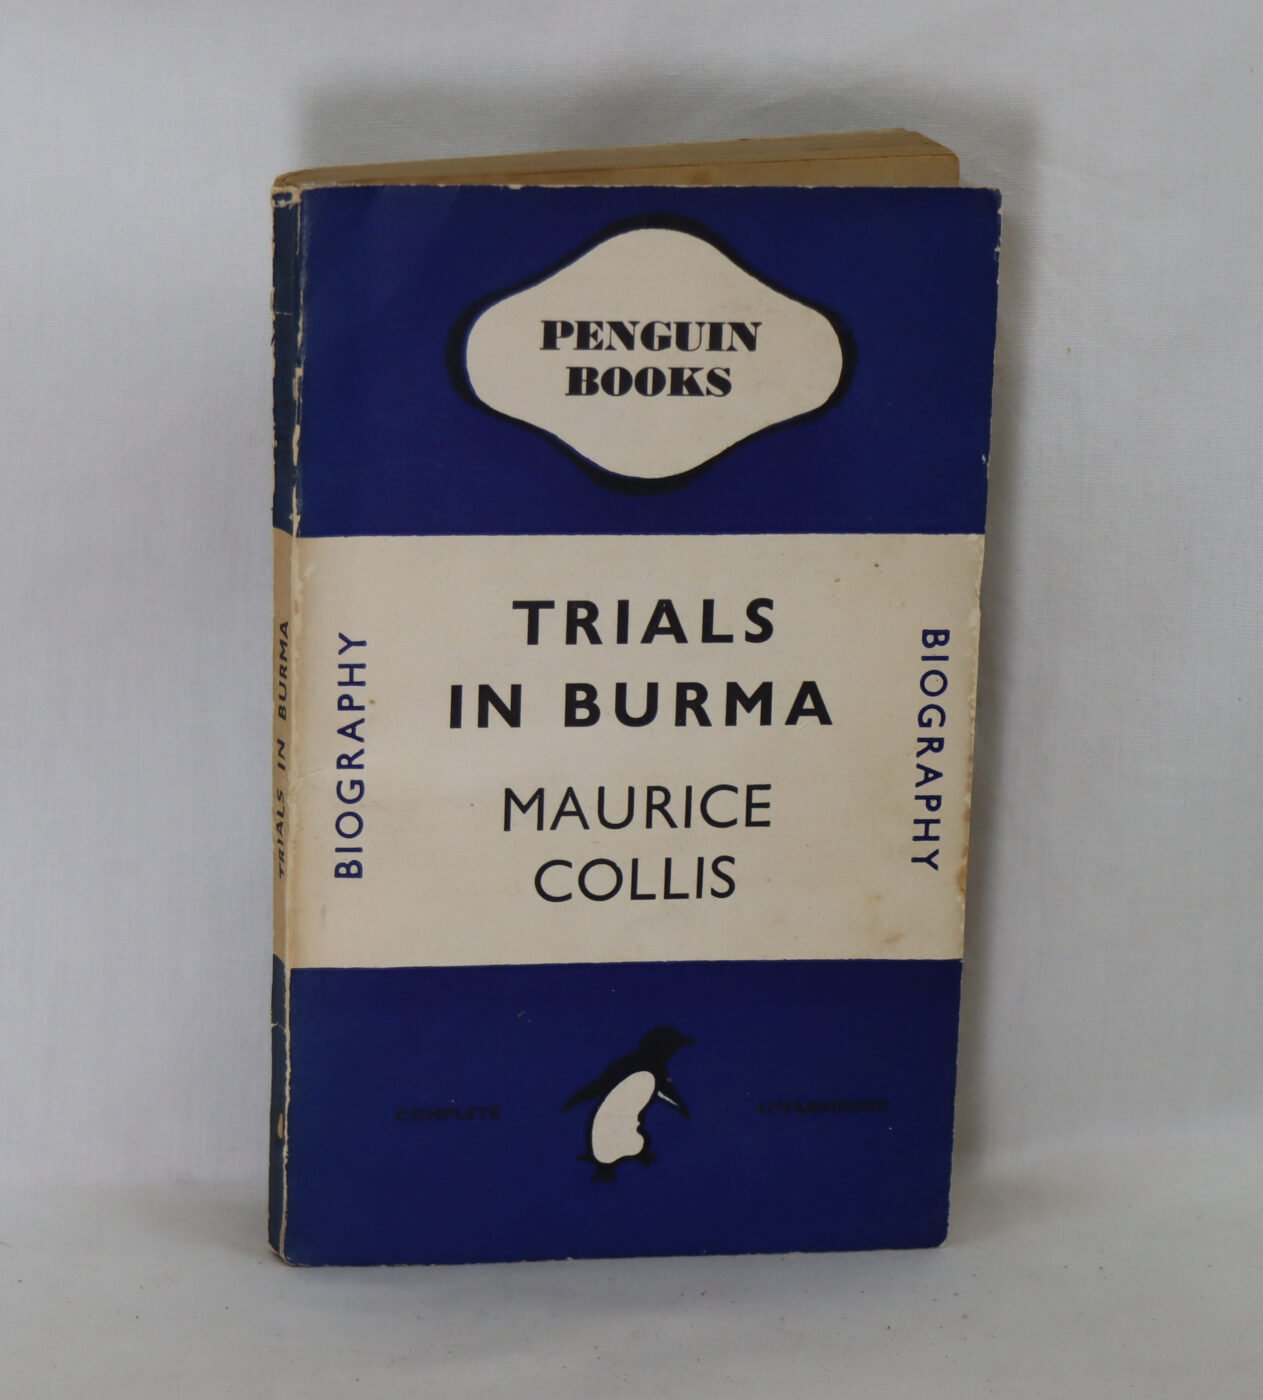 PENGUIN
BOOKS
TRIALS
IN BURMA
MAURICE
COLLIS
BIOGRAPHY
BIOGRAPHY
COMPLETE
UNABRIDGED
TRIALS IN BURMA